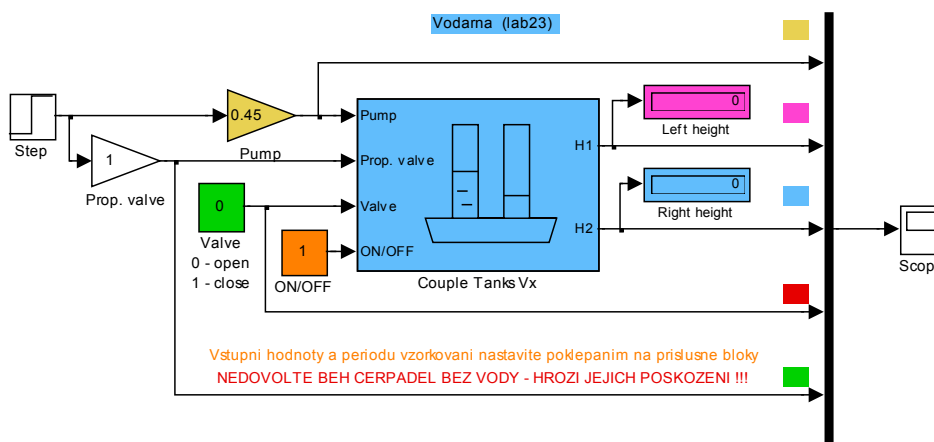 Vodarna (lab23)
Step
0.45
Pump
1
Prop. valve
0
Valve
0 - open
1 - close
1
ON/OFF
Pump
Prop. valve
Valve
ON/OFF
H1
H2
Couple Tanks Vx
0
Left height
0
Right height
Scop
Vstupni hodnoty a periodu vzorkovani nastavite poklepanim na prislusne bloky
NEDOVOLTE BEH CERPADEL BEZ VODY - HROZI JEJICH POSKOZENI !!!